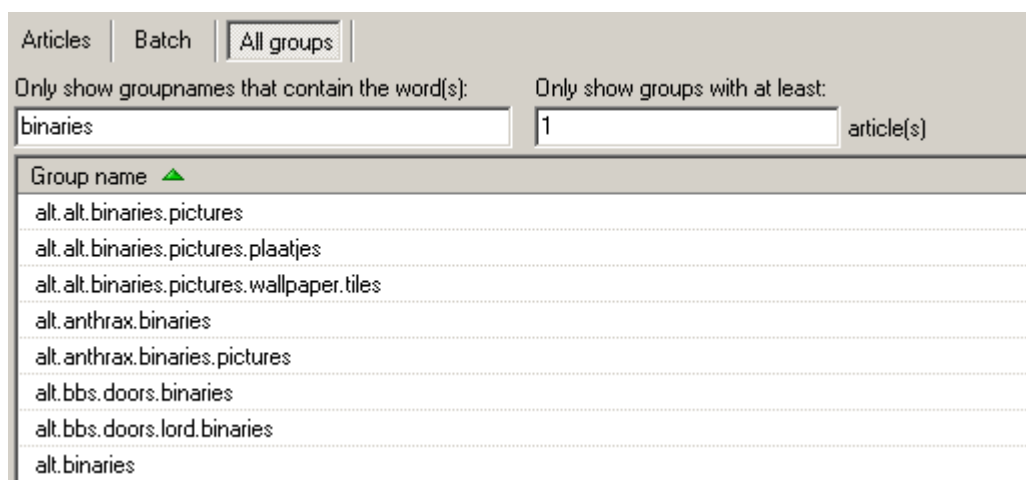 Articles Batch All groups
Only show groupnames that contain the word(s): Only show groups with at least:
binaries 1 article(s)
Group name
alt.alt.binaries.pictures
alt.alt.binaries.pictures.plaatjes
alt.alt.binaries.pictures.wallpaper.tiles
alt.anthrax.binaries
alt.anthrax.binaries.pictures
alt.bbs.doors.binaries
alt.bbs.doors.lord.binaries
alt.binaries